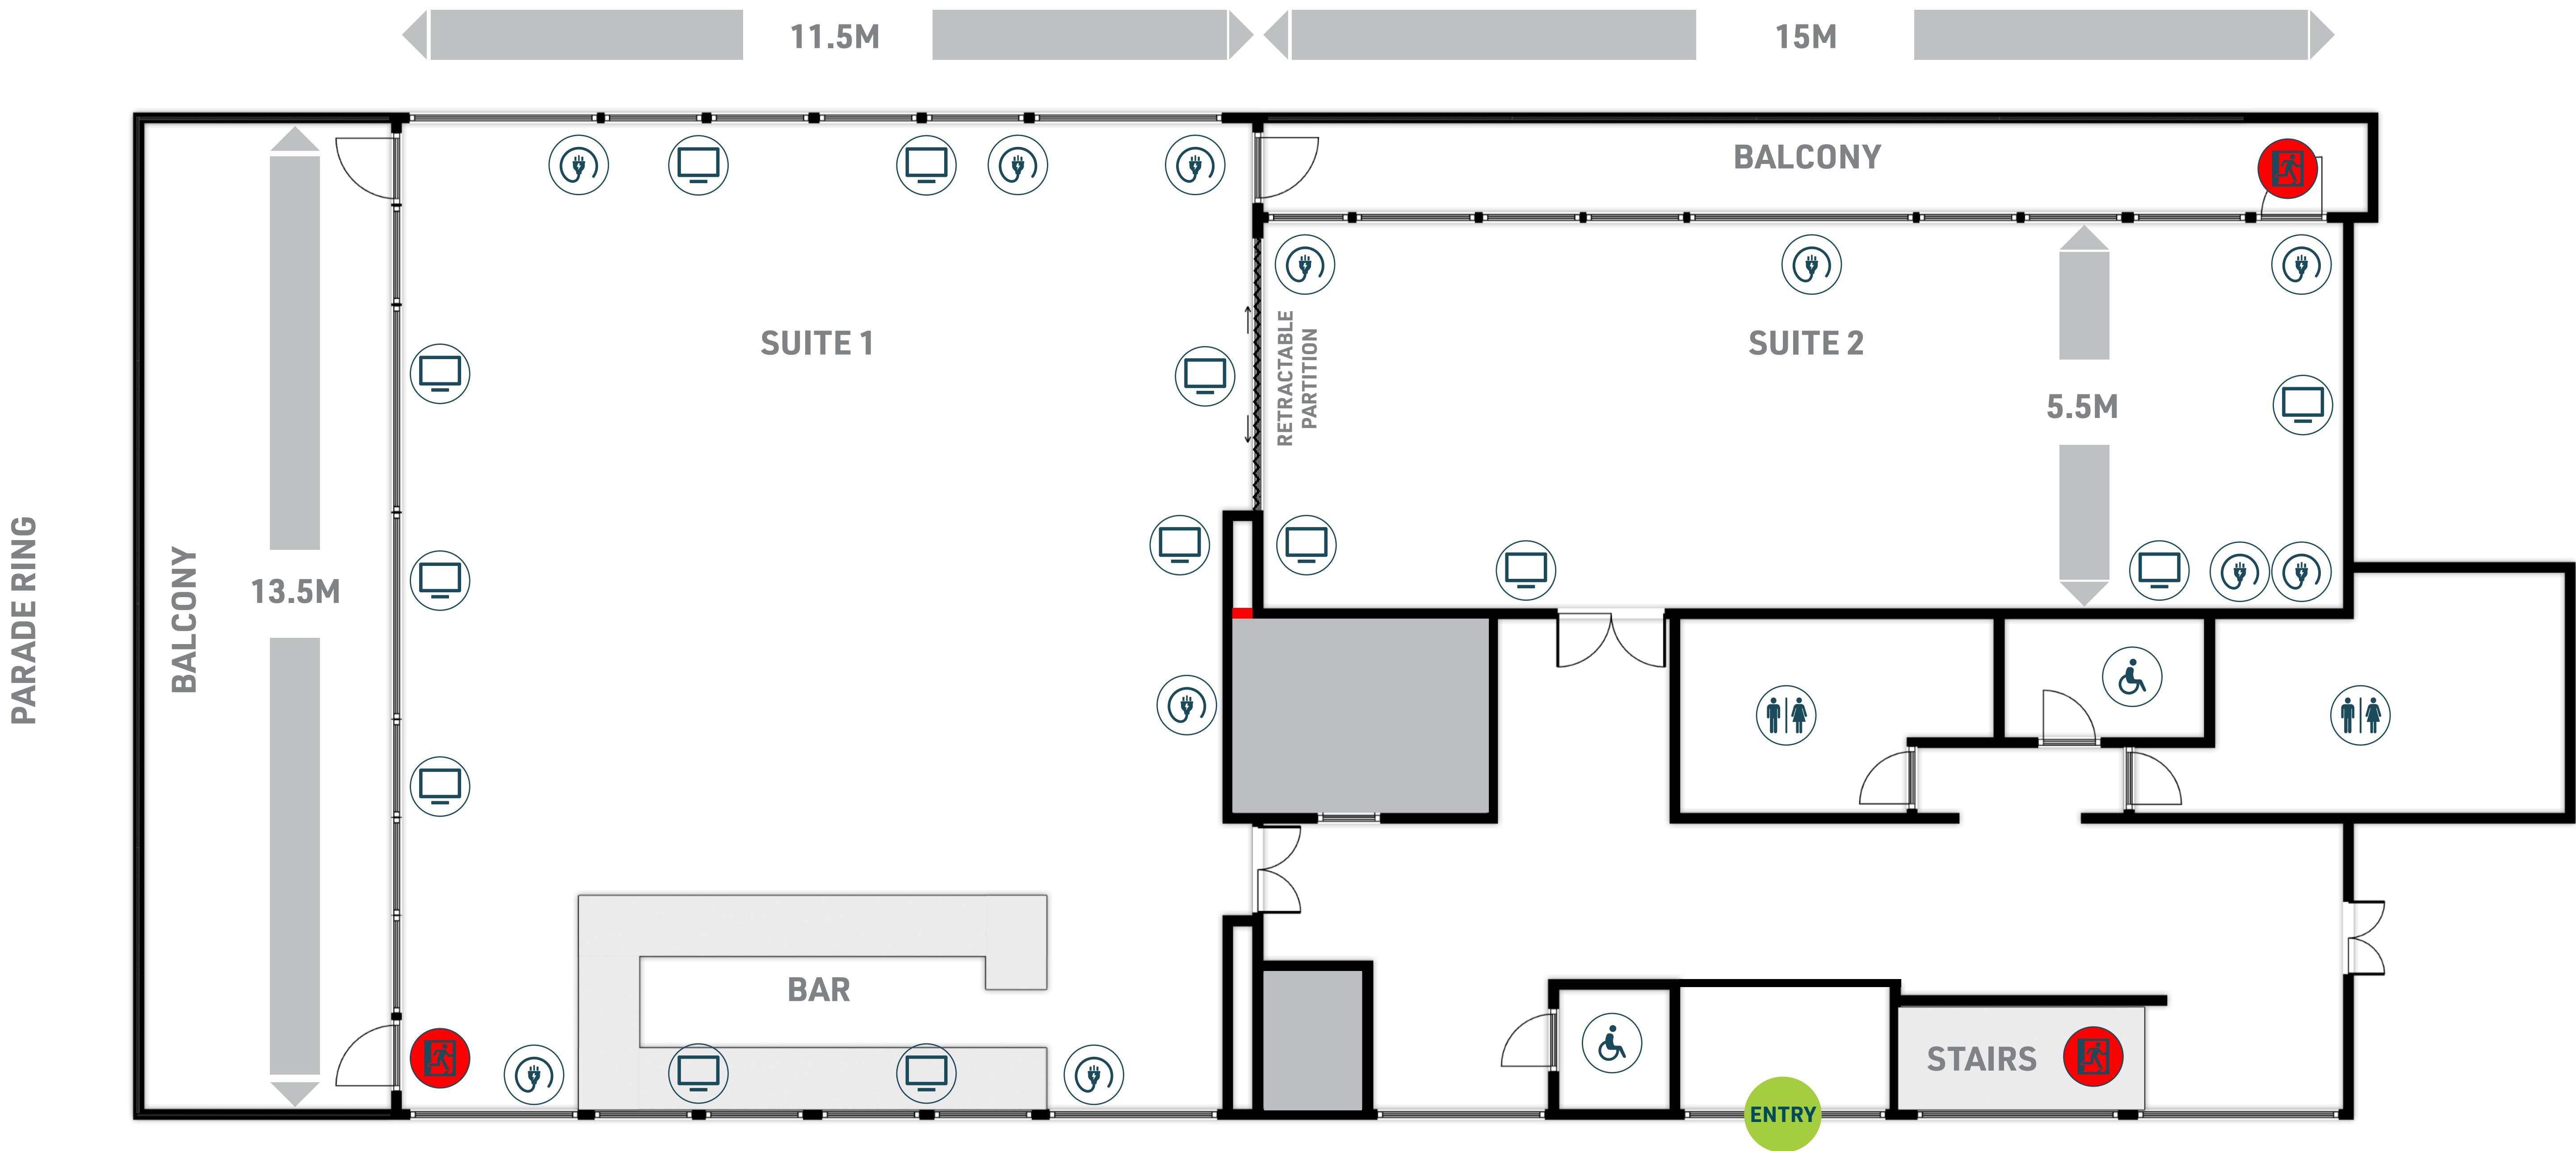 11.5M
15M
BALCONY
SUITE 1
SUITE 2
RETRACTABLE
PARTITION
5.5M
PARADE RING
BALCONY
13.5M
BAR
STAIRS
ENTRY